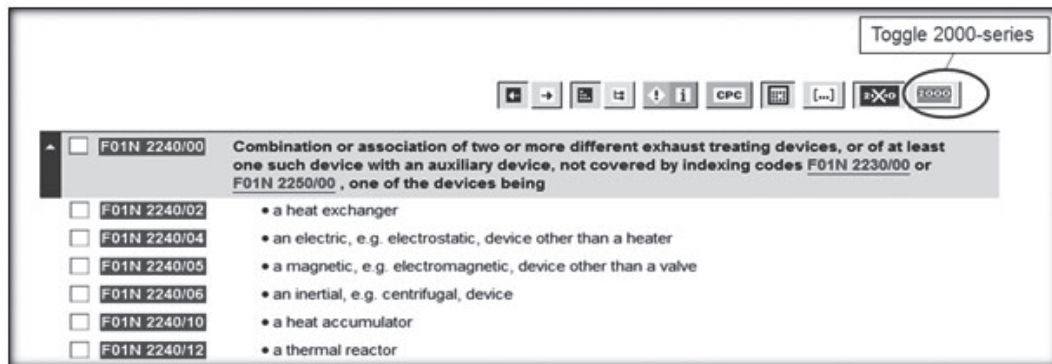 Toggle 2000-series
i CPC [...] 2000
F01N 2240/00 Combination or association of two or more different exhaust treating devices, or of at least
one such device with an auxiliary device, not covered by indexing codes F01N 2230/00 or
F01N 2250/00 , one of the devices being
F01N 2240/02 • a heat exchanger
F01N 2240/04 • an electric, e.g. electrostatic, device other than a heater
F01N 2240/05 • a magnetic, e.g. electromagnetic, device other than a valve
F01N 2240/06 • an inertial, e.g. centrifugal, device
F01N 2240/10 • a heat accumulator
F01N 2240/12 • a thermal reactor